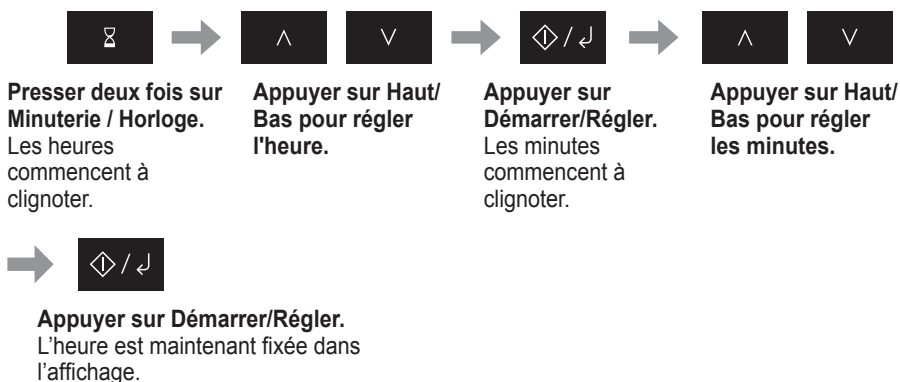 Presser deux fois sur
Minuterie / Horloge.
Les heures
commencent à
clignoter.
Appuyer sur Haut/
Bas pour régler
l'heure.
Appuyer sur
Démarrer/Régler.
Les minutes
commencent à
clignoter.
Appuyer sur Haut/
Bas pour régler
les minutes.
Appuyer sur Démarrer/Régler.
L’heure est maintenant fixée dans
l’affichage.